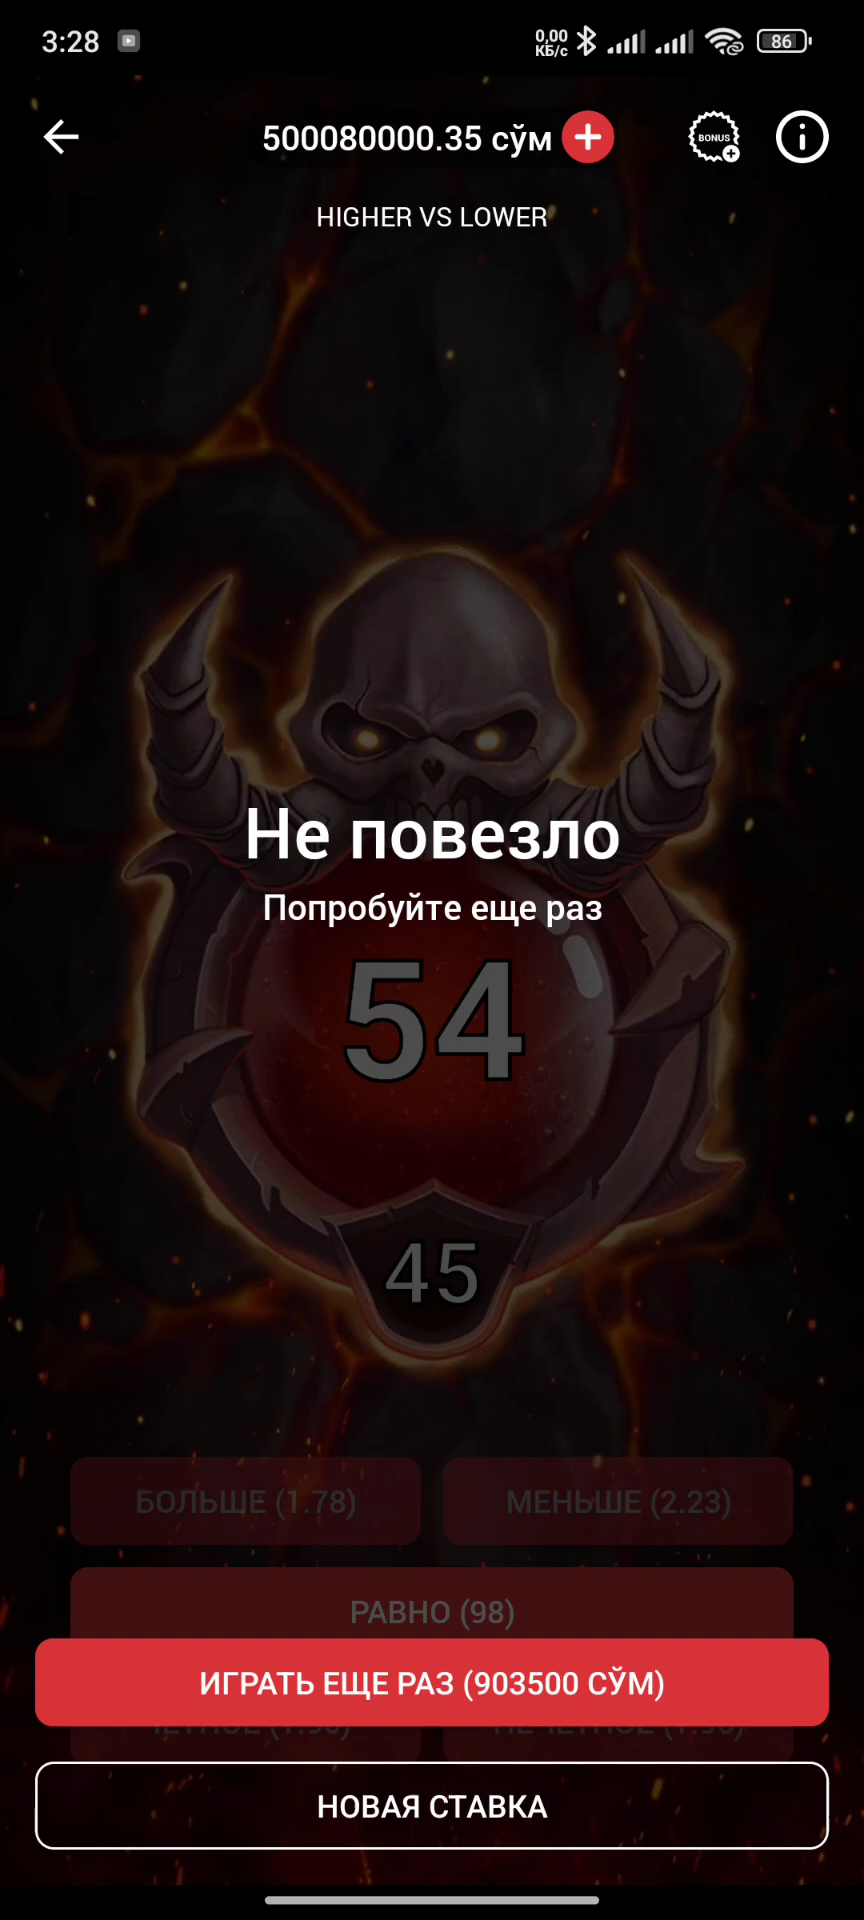 3:28
0,00
КБ/с
86
500080000.35 сўм
BONUS
HIGHER VS LOWER
Не повезло
Попробуйте еще раз
54
45
БОЛЬШЕ (1.78)
МЕНЬШЕ (2.23)
РАВНО (98)
ИГРАТЬ ЕЩЕ РАЗ (903500 СЎМ)
НОВАЯ СТАВКА